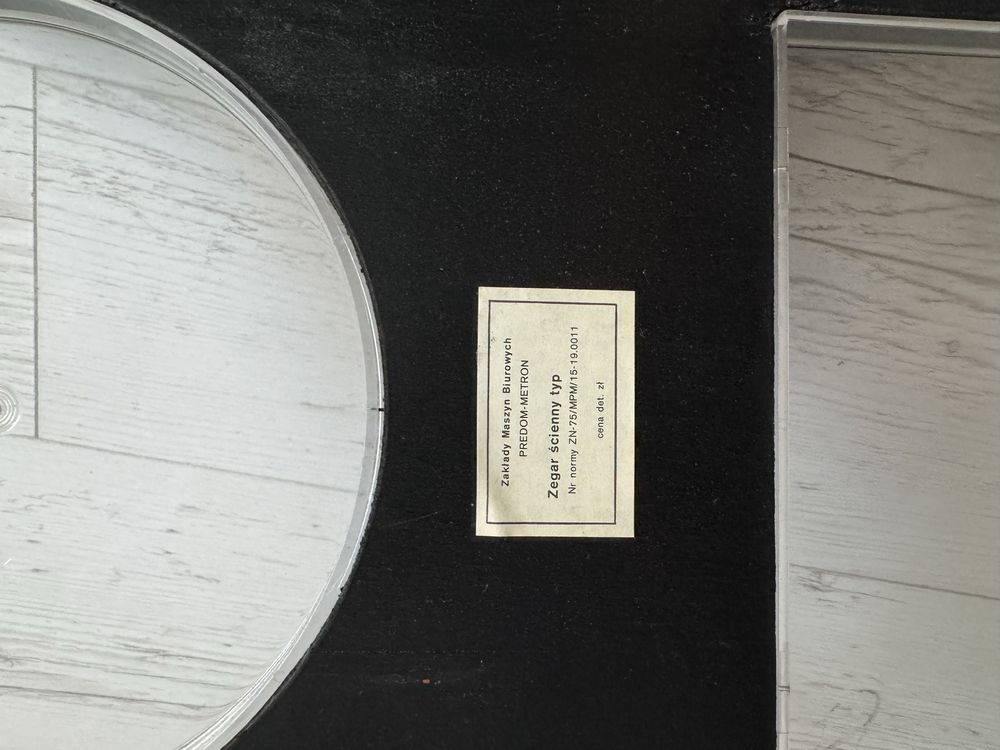 Zakłady Maszyn Biurowych
PREDOM-METRON
Zegar ścienny typ
Nr normy ZN-75/MPM/15-19.0011
cena det. zł